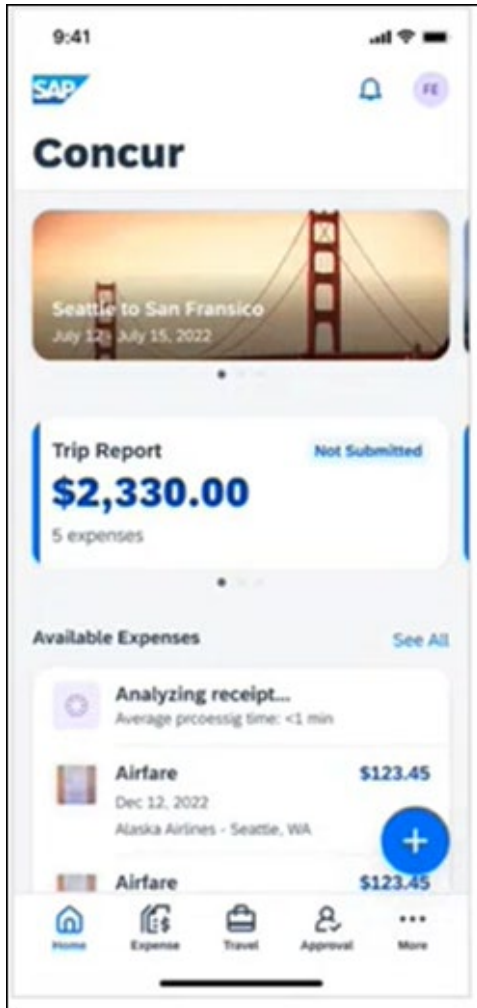 9:41
SAP
FE
Concur
Seattle to San Fransico
July 12 - July 15, 2022
Trip Report
Not Submitted
$2,330.00
5 expenses
Available Expenses
See All
Analyzing receipt...
Average prcoessig time: <1 min
Airfare
$123.45
Dec 12, 2022
Alaska Airlines - Seattle, WA
+
Airfare
$123.45
Home
Expense
Travel
Approval
More